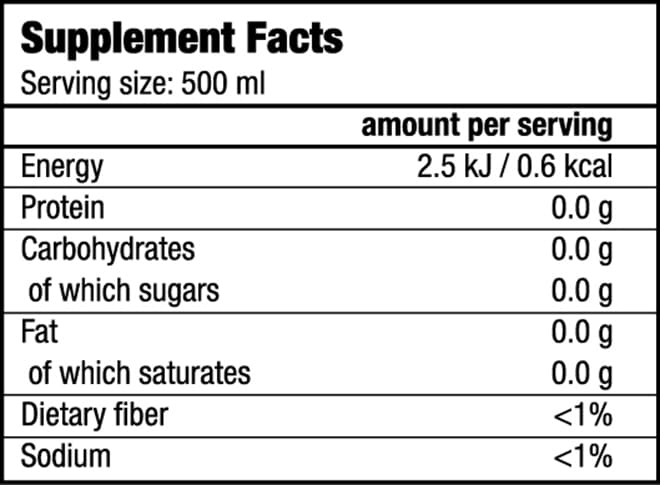 Supplement Facts
Serving size: 500 ml
amount per serving
Energy 2.5 kJ / 0.6 kcal
Protein 0.0 g
Carbohydrates 0.0 g
of which sugars 0.0 g
Fat 0.0 g
of which saturates 0.0 g
Dietary fiber <1%
Sodium <1%